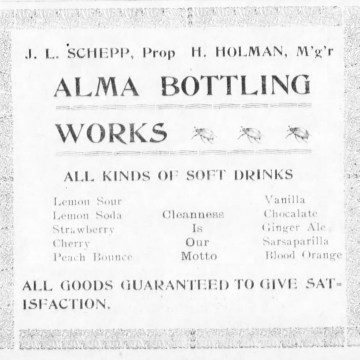 J. L. SCHEPP, Prop H. HOLMAN, M'g'r
ALMA BOTTLING
WORKS
ALL KINDS OF SOFT DRINKS
Lemon Sour Vanilla
Lemon Soda Cleanness Chocalate
Strawberry Is Ginger Ale
Cherry Our Sarsaparilla
Peach Bounce Motto Blood Orange
ALL GOODS GUARANTEED TO GIVE SAT-
ISFACTION.